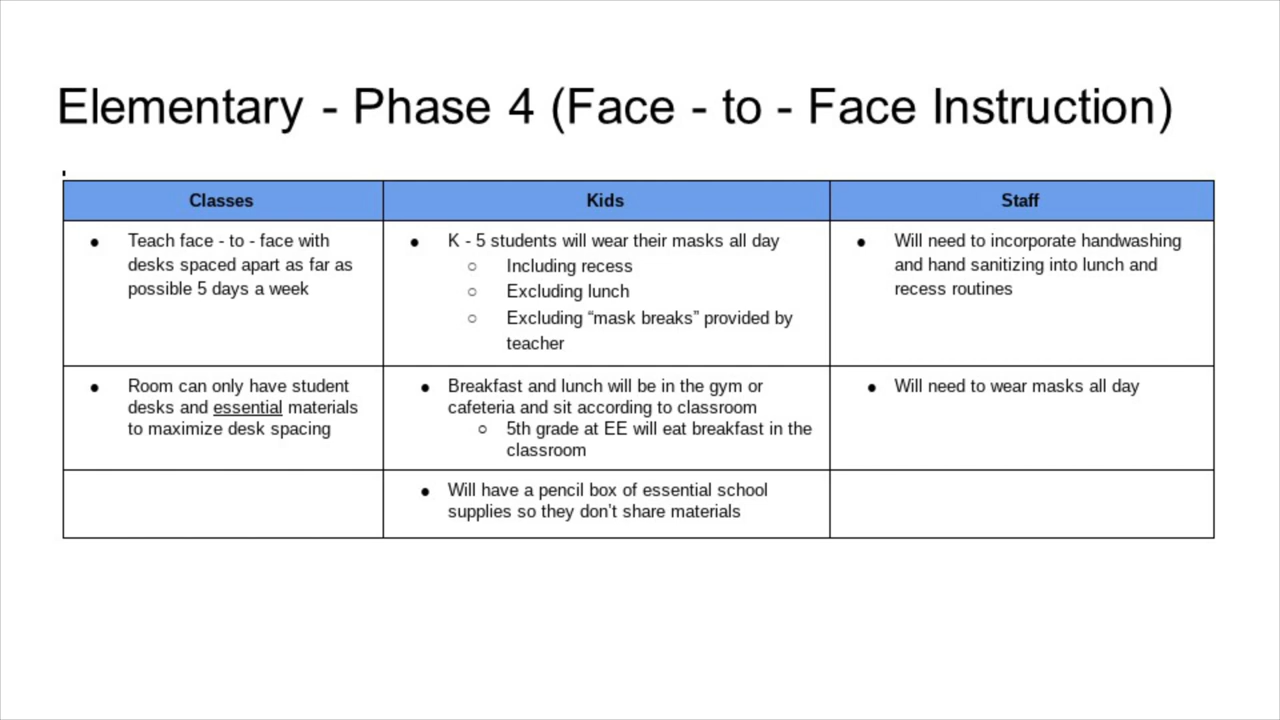 Elementary - Phase 4 (Face - to - Face Instruction)
Classes
Kids
Staff
● Teach face - to - face with
desks spaced apart as far as
possible 5 days a week
● K - 5 students will wear their masks all day
○ Including recess
○ Excluding lunch
○ Excluding “mask breaks” provided by
teacher
● Will need to incorporate handwashing
and hand sanitizing into lunch and
recess routines
● Room can only have student
desks and essential materials
to maximize desk spacing
● Breakfast and lunch will be in the gym or
cafeteria and sit according to classroom
○ 5th grade at EE will eat breakfast in the
classroom
● Will need to wear masks all day
● Will have a pencil box of essential school
supplies so they don’t share materials